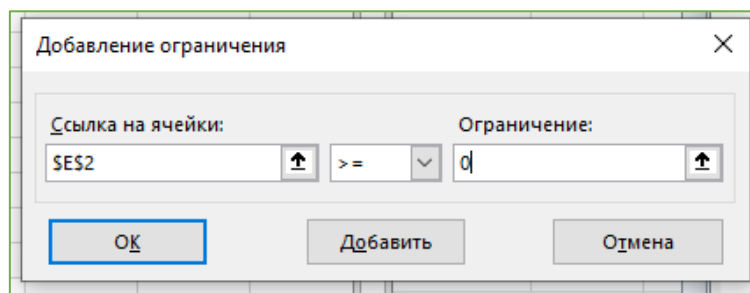 Добавление ограничения
Ссылка на ячейки:
Ограничение:
$E$2
>=
0
ОК
Добавить
Отмена